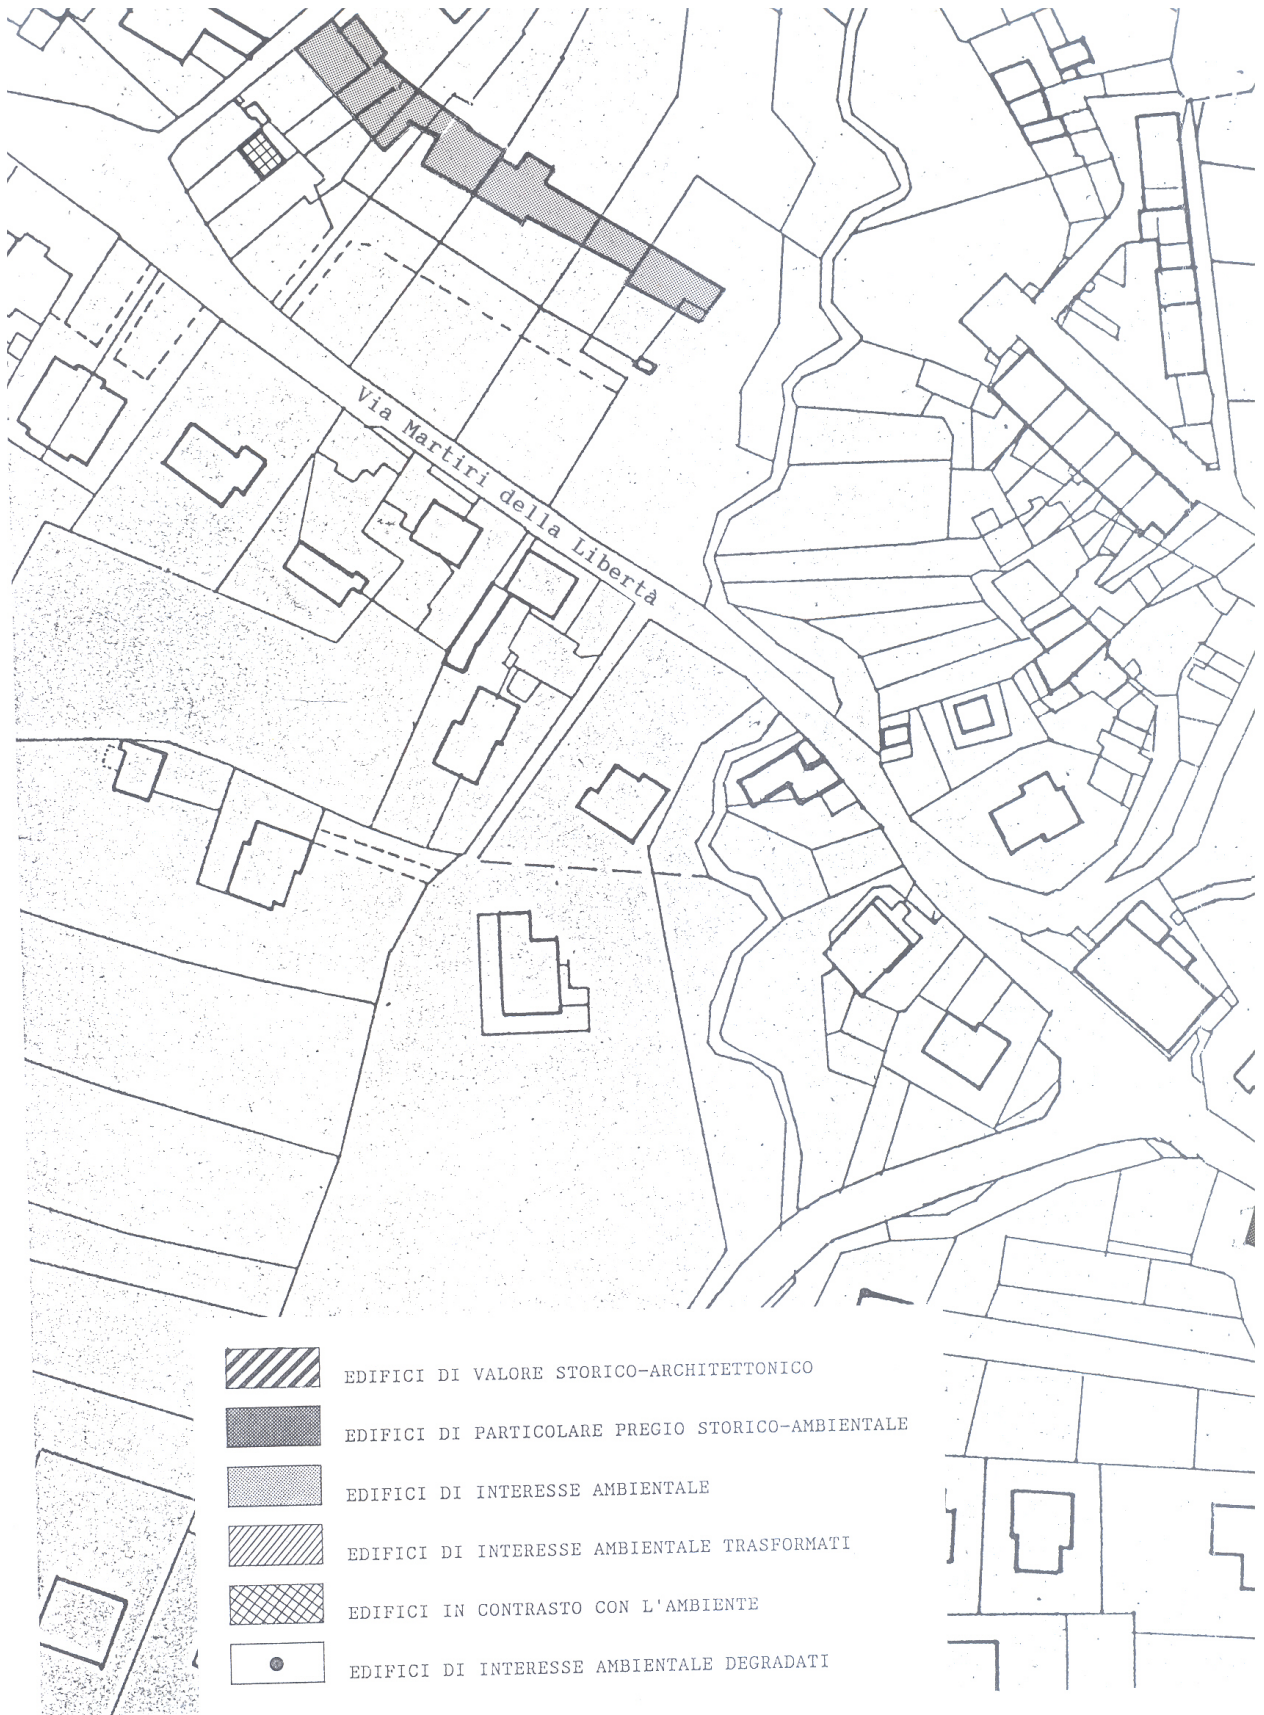 Via Martiri della Libertà
EDIFICI DI VALORE STORICO-ARCHITETTONICO
EDIFICI DI PARTICOLARE PREGIO STORICO-AMBIENTALE
EDIFICI DI INTERESSE AMBIENTALE
EDIFICI DI INTERESSE AMBIENTALE TRASFORMATI
EDIFICI IN CONTRASTO CON L'AMBIENTE
EDIFICI DI INTERESSE AMBIENTALE DEGRADATI